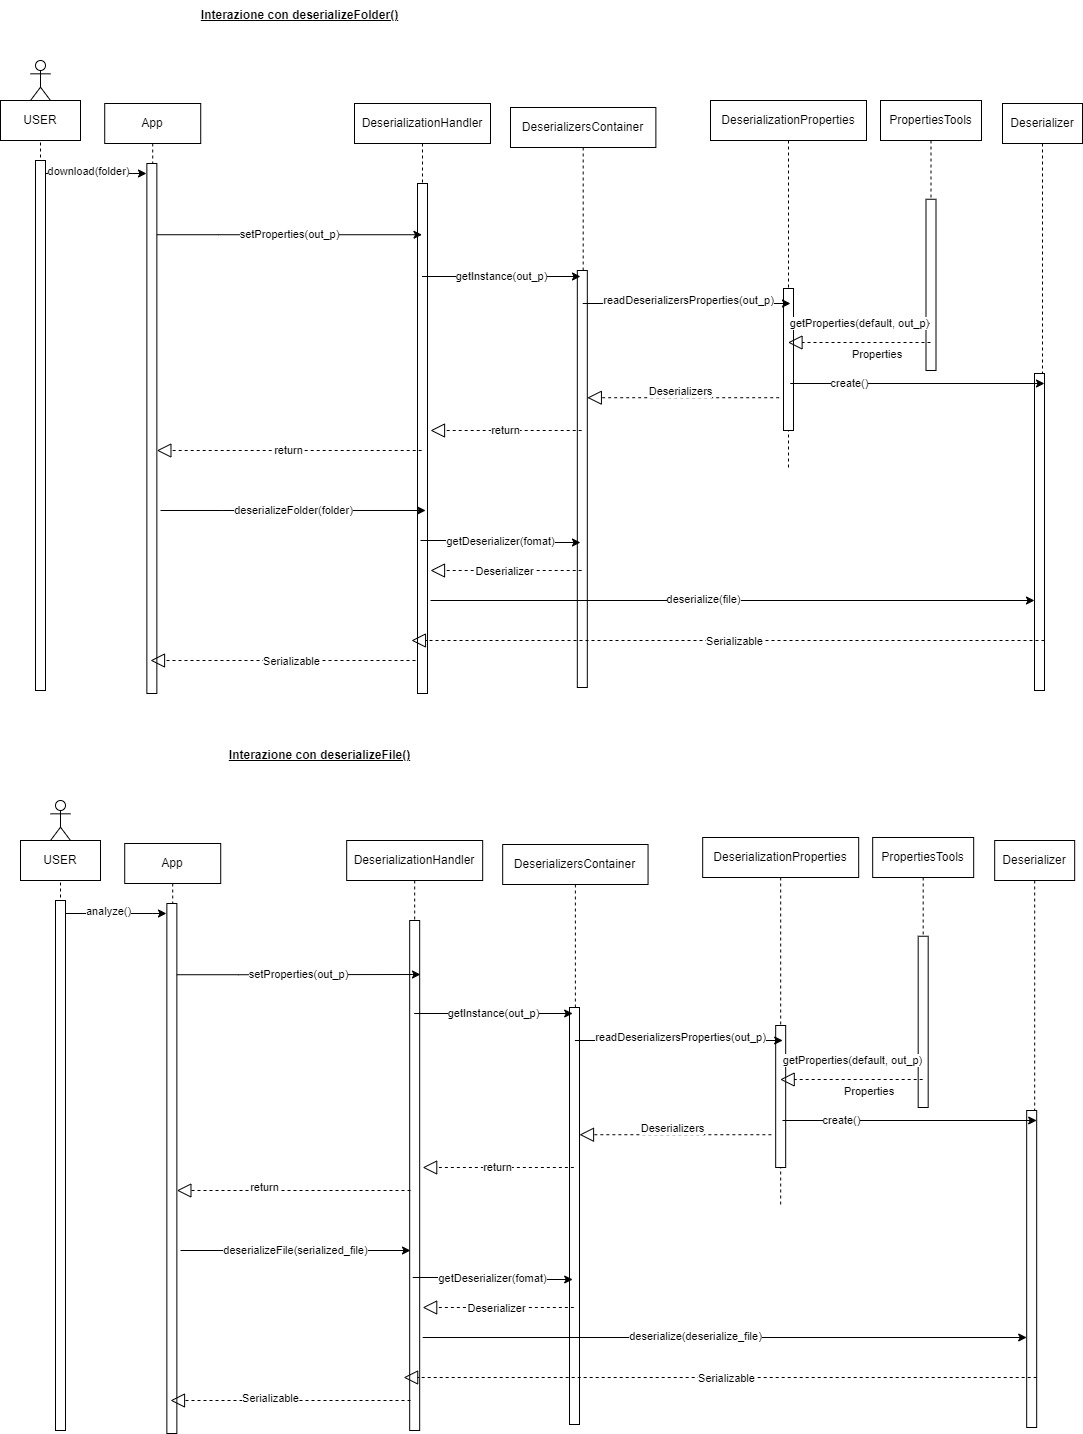 Interazione con deserializeFolder()
USER
App
DeserializationHandler
DeserializersContainer
DeserializationProperties
PropertiesTools
Deserializer
download(folder)
setProperties(out_p)
getInstance(out_p)
readDeserializersProperties(out_p)
getProperties(default, out_p)
Properties
create()
Deserializers
return
return
deserializeFolder(folder)
getDeserializer(fomat)
Deserializer
deserialize(file)
Serializable
Serializable
Interazione con deserializeFile()
USER
App
DeserializationHandler
DeserializersContainer
DeserializationProperties
PropertiesTools
Deserializer
analyze()
setProperties(out_p)
getInstance(out_p)
readDeserializersProperties(out_p)
getProperties(default, out_p)
Properties
create()
Deserializers
return
return
deserializeFile(serialized_file)
getDeserializer(fomat)
Deserializer
deserialize(deserialize_file)
Serializable
Serializable